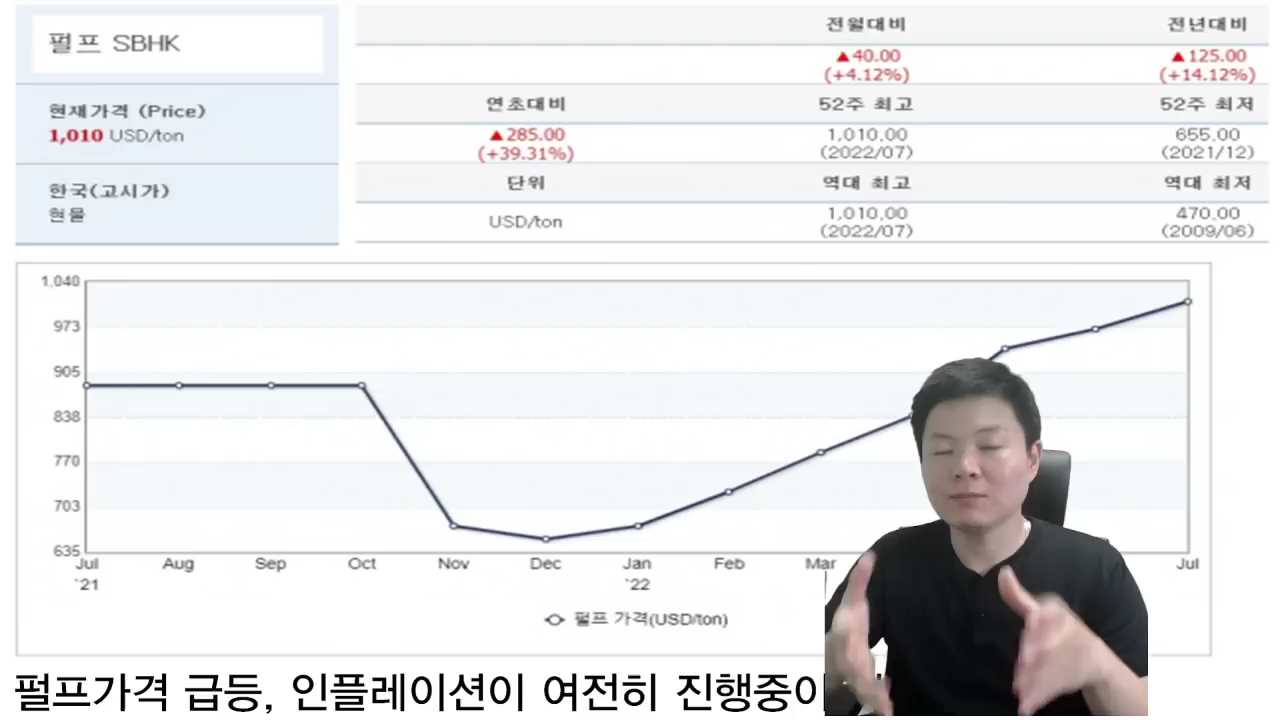 펄프 SBHK
현재가격 (Price)
1,010 USD/ton
한국(고시가)
현물
전월대비 전년대비
▲40.00 ▲125.00
(+4.12%) (+14.12%)
연초대비 52주 최고 52주 최저
▲285.00 1,010.00 655.00
(+39.31%) (2022/07) (2021/12)
단위 역대 최고 역대 최저
USD/ton 1,010.00 470.00
(2022/07) (2009/06)
1,040
973
905
838
770
703
635
Jul Aug Sep Oct Nov Dec Jan Feb Mar Jul
`21 `22
펄프 가격(USD/ton)
펄프가격 급등, 인플레이션이 여전히 진행중이